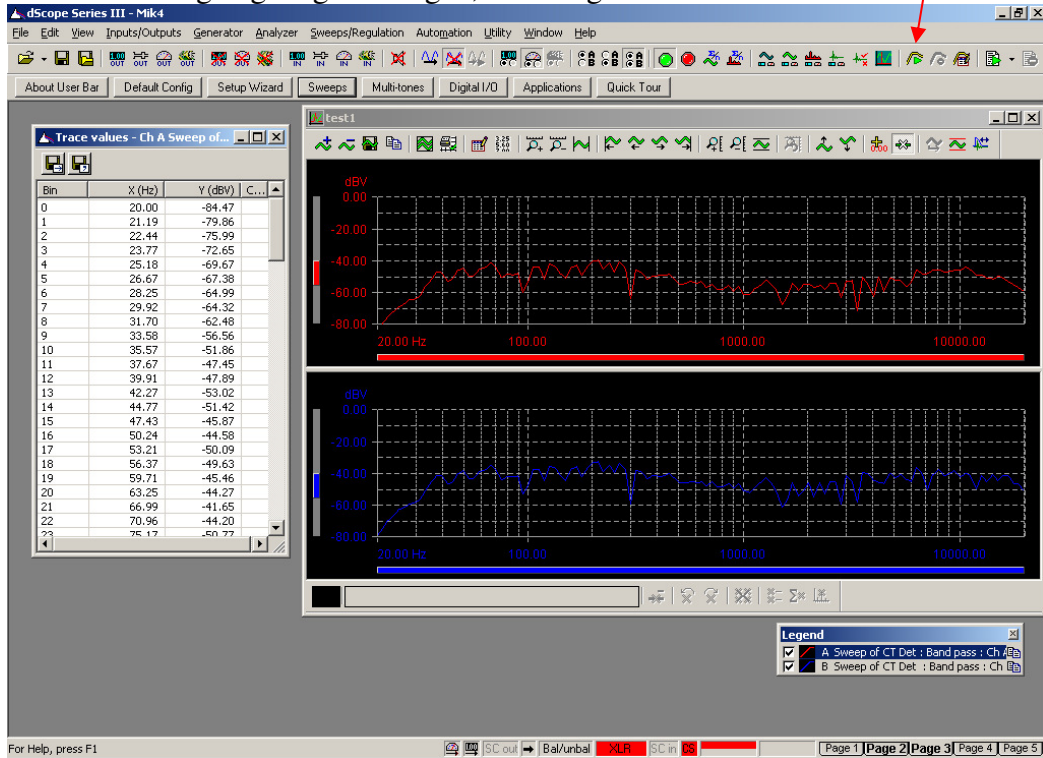 dScope Series III - Mik4
File Edit View Inputs/Outputs Generator Analyzer Sweeps/Regulation Automation Utility Window Help
About User Bar Default Config Setup Wizard Sweeps Multi-tones Digital I/O Applications Quick Tour
Trace values - Ch A Sweep of...
Bin X (Hz) Y (dBV) C...
0 20.00 -84.47
1 21.19 -79.86
2 22.44 -75.99
3 23.77 -72.65
4 25.18 -69.67
5 26.67 -67.38
6 28.25 -64.99
7 29.92 -64.32
8 31.70 -62.48
9 33.58 -56.56
10 35.57 -51.86
11 37.67 -47.45
12 39.91 -47.89
13 42.27 -53.02
14 44.77 -51.42
15 47.43 -45.87
16 50.24 -44.58
17 53.21 -50.09
18 56.37 -49.63
19 59.71 -45.46
20 63.25 -44.27
21 66.99 -41.65
22 70.96 -44.20
23 75.17 -50.77
test1
dBV
0.00
-20.00
-40.00
-60.00
-80.00
20.00 Hz 100.00 1000.00 10000.00
dBV
0.00
-20.00
-40.00
-60.00
-80.00
20.00 Hz 100.00 1000.00 10000.00
Legend
A Sweep of CT Det : Band pass : Ch A
B Sweep of CT Det : Band pass : Ch
For Help, press F1
SC out Bal/unbal XLR SC in CS
Page 1 Page 2 Page 3 Page 4 Page 5